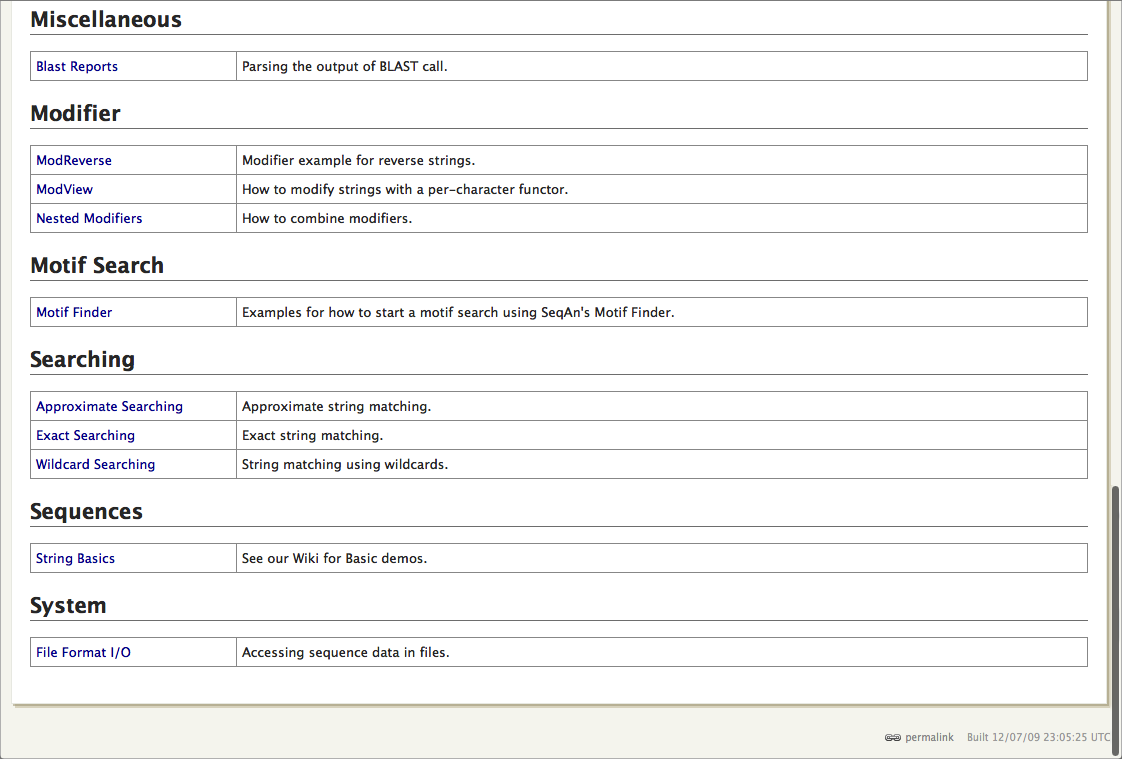 Miscellaneous
Blast Reports Parsing the output of BLAST call.
Modifier
ModReverse Modifier example for reverse strings.
ModView How to modify strings with a per-character functor.
Nested Modifiers How to combine modifiers.
Motif Search
Motif Finder Examples for how to start a motif search using SeqAn's Motif Finder.
Searching
Approximate Searching Approximate string matching.
Exact Searching Exact string matching.
Wildcard Searching String matching using wildcards.
Sequences
String Basics See our Wiki for Basic demos.
System
File Format I/O Accessing sequence data in files.
permalink Built 12/07/09 23:05:25 UTC